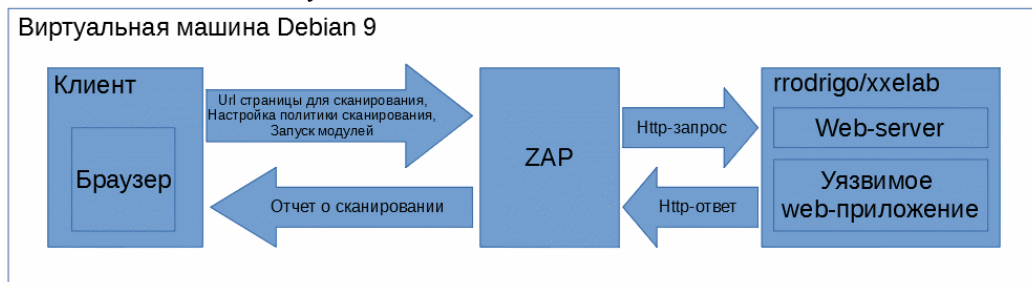 Виртуальная машина Debian 9
Клиент
Браузер
Url страницы для сканирования,
Настройка политики сканирования,
Запуск модулей
Отчет о сканировании
ZAP
Http-запрос
Http-ответ
rrodrigo/xxelab
Web-server
Уязвимое
web-приложение